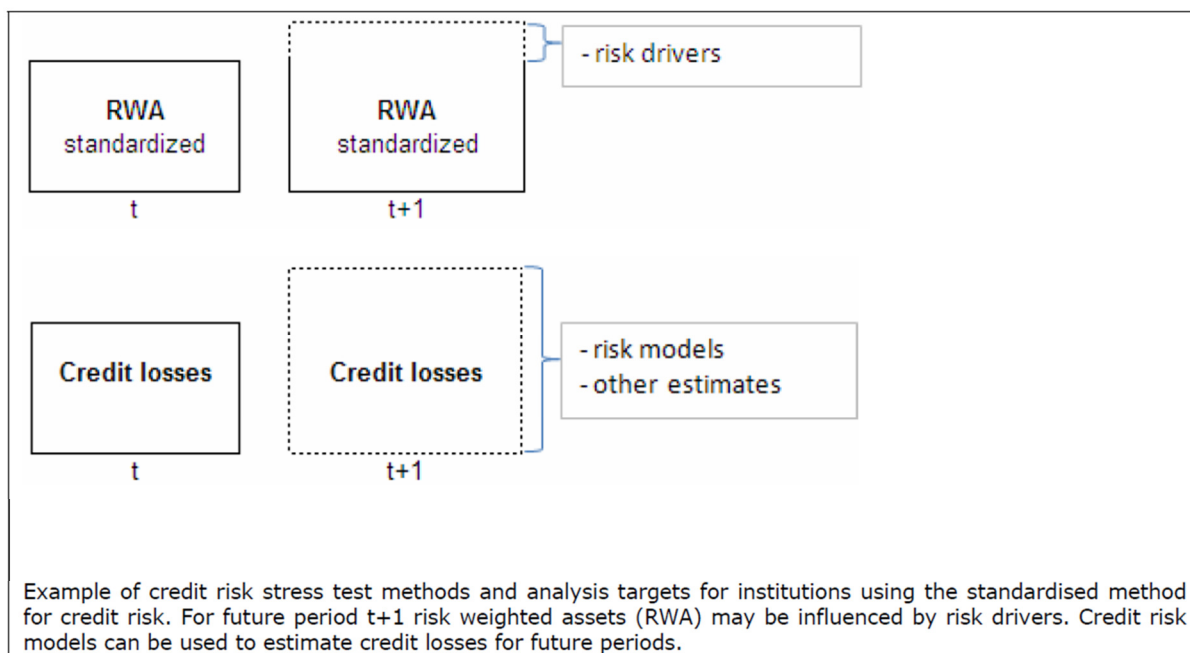 - risk drivers
RWA
standardized
RWA
standardized
t
t+1
Credit losses
Credit losses
- risk models
- other estimates
t
t+1
Example of credit risk stress test methods and analysis targets for institutions using the standardised method
for credit risk. For future period t+1 risk weighted assets (RWA) may be influenced by risk drivers. Credit risk
models can be used to estimate credit losses for future periods.